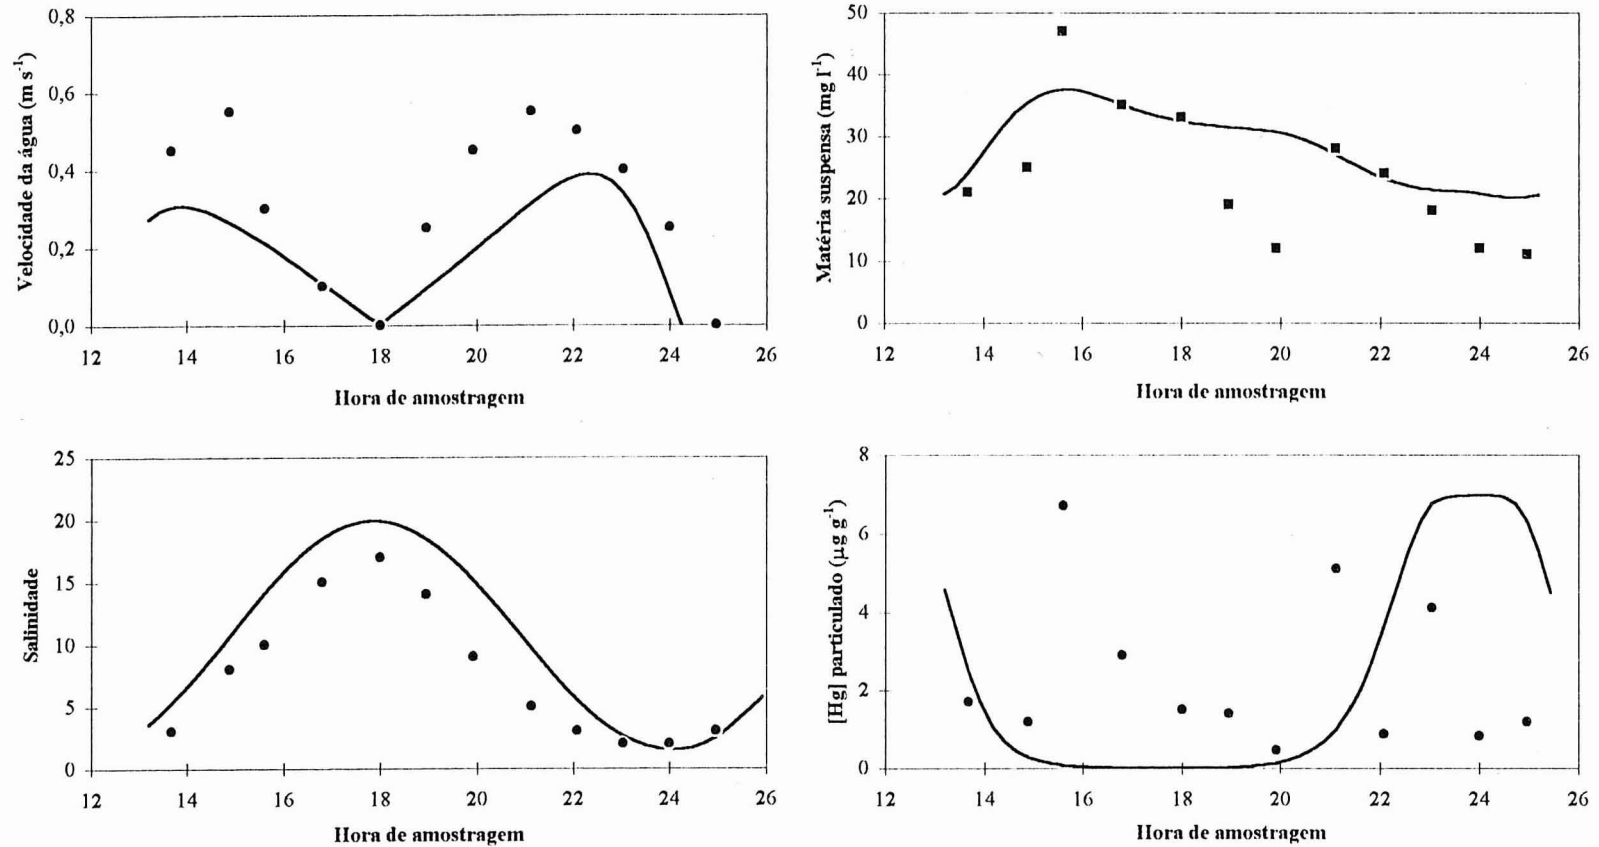 Velocidade da água (m s-1)
0,8
0,6
0,4
0,2
0,0
12 14 16 18 20 22 24 26
Hora de amostragem
Matéria suspensa (mg l-1)
50
40
30
20
10
0
12 14 16 18 20 22 24 26
Hora de amostragem
Salinidade
25
20
15
10
5
0
12 14 16 18 20 22 24 26
Hora de amostragem
[Hg] particulado (µg g-1)
8
6
4
2
0
12 14 16 18 20 22 24 26
Hora de amostragem